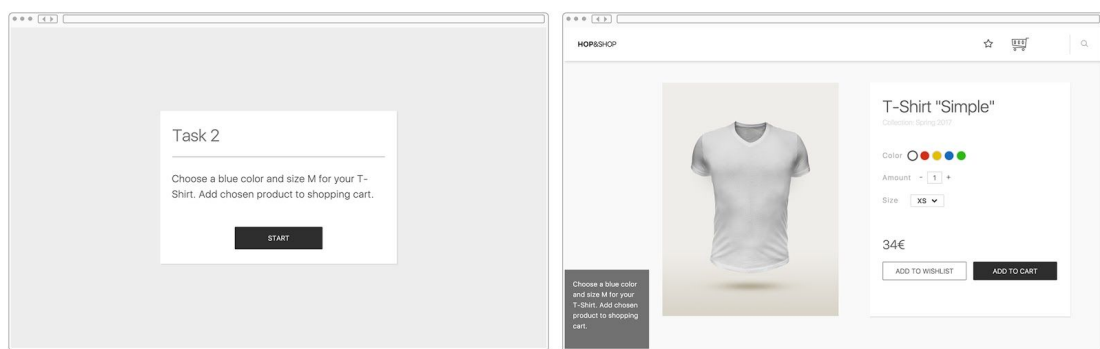 Task 2
Choose a blue color and size M for your T-
Shirt. Add chosen product to shopping cart.
START
HOP&SHOP
T-Shirt "Simple"
Collection: Spring 2017
Color
Amount - 1 +
Size XS
34€
ADD TO WISHLIST ADD TO CART
Choose a blue color
and size M for your
T-Shirt. Add chosen
product to shopping
cart.